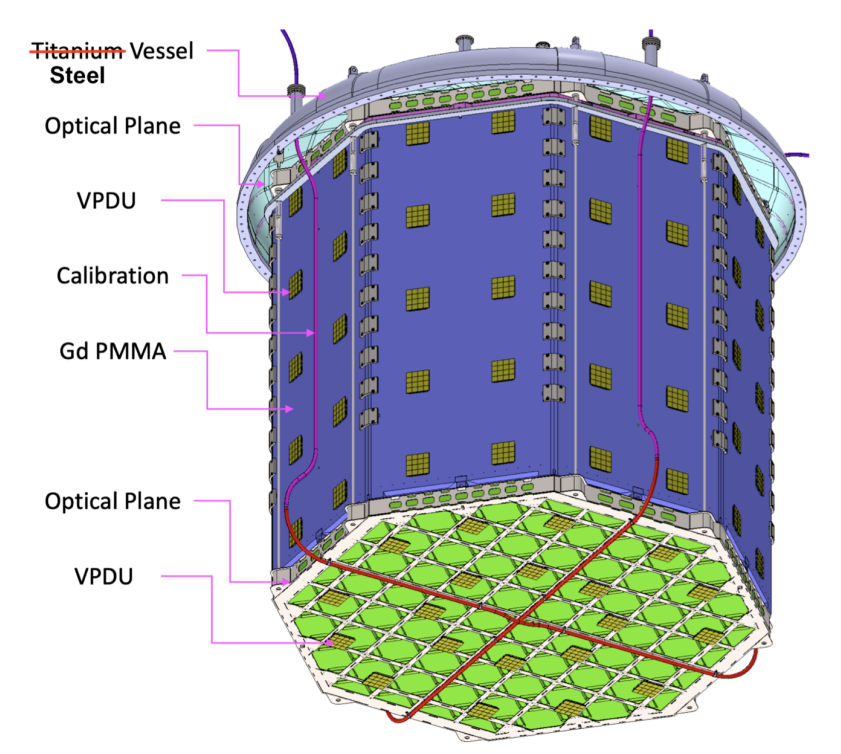 Titanium Vessel
Steel
Optical Plane
VPDU
Calibration
Gd PMMA
Optical Plane
VPDU